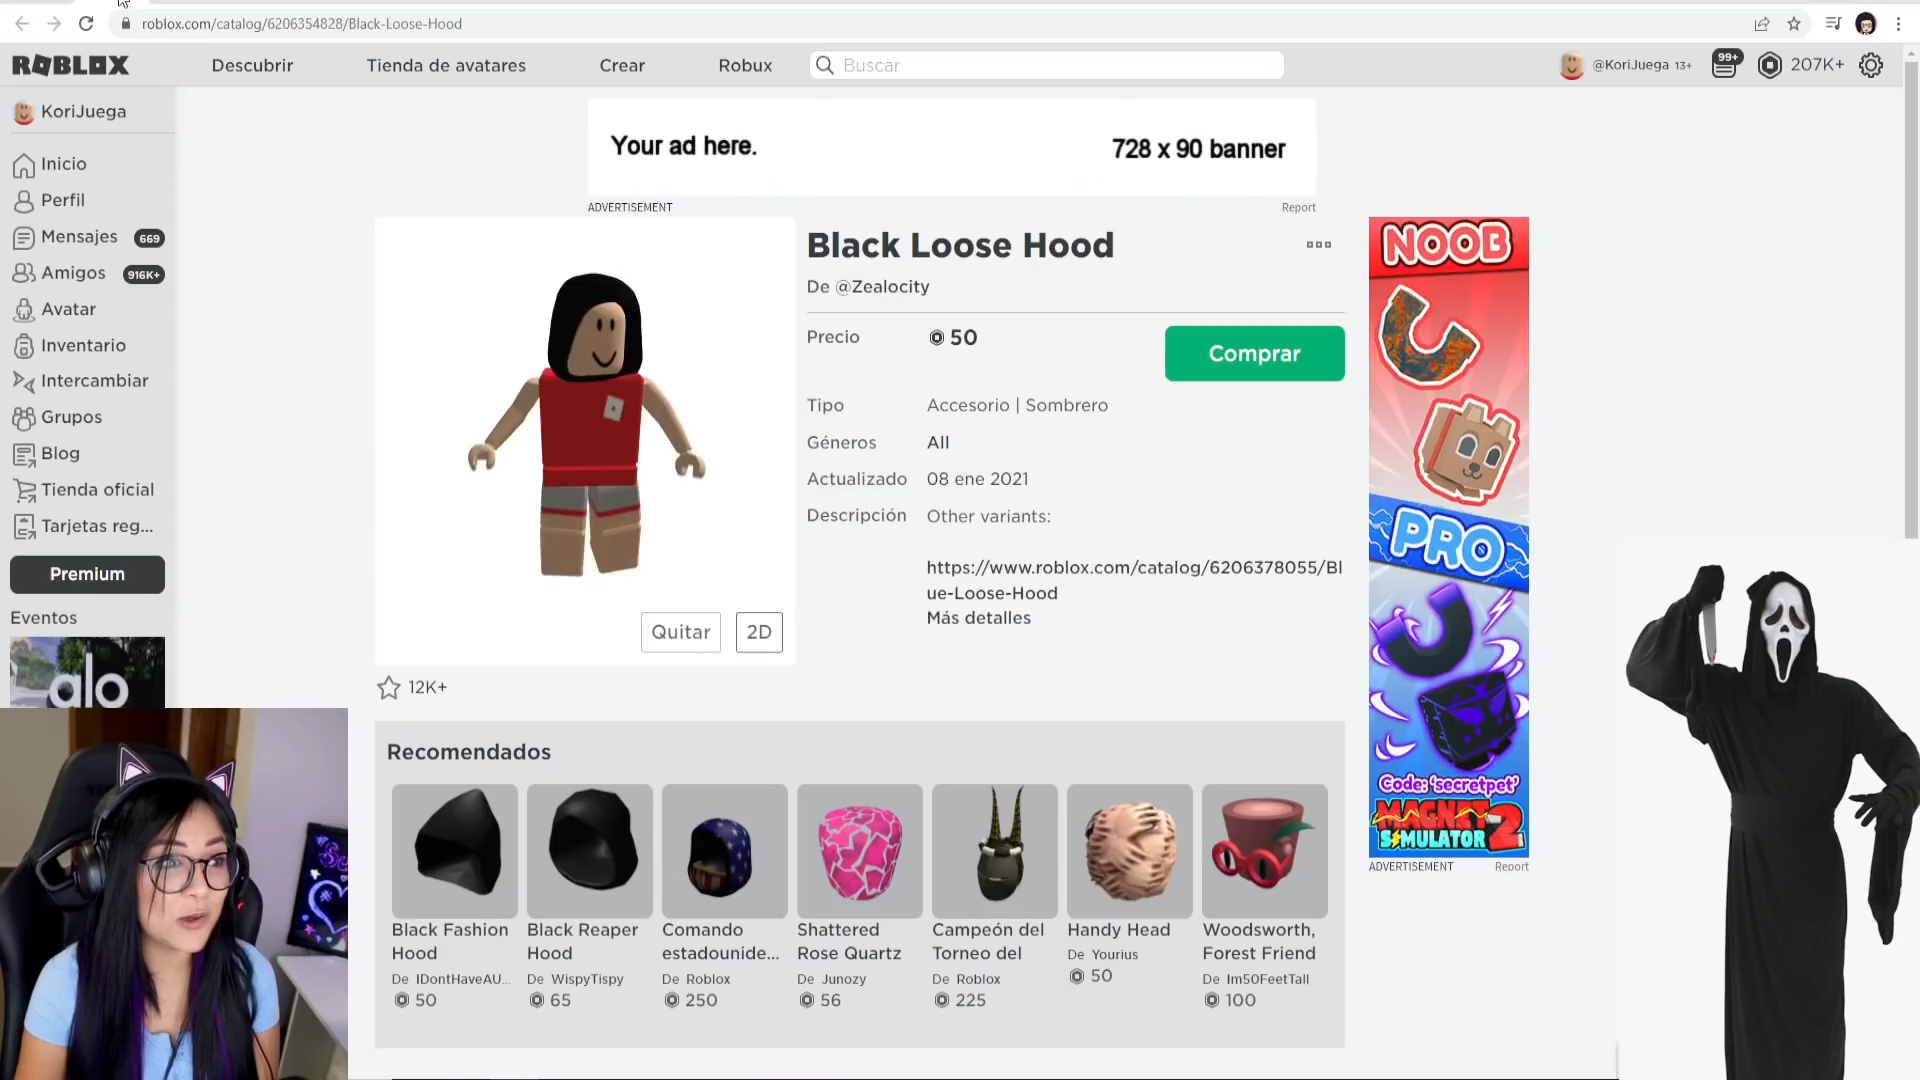 roblox.com/catalog/6206354828/Black-Loose-Hood
ROBLOX
Descubrir
Tienda de avatares
Crear
Robux
Buscar
@KoriJuega 13+
99+
207K+
KoriJuega
Inicio
Perfil
Mensajes 669
Amigos 916K+
Avatar
Inventario
Intercambiar
Grupos
Blog
Tienda oficial
Tarjetas reg...
Premium
Eventos
alo
Your ad here.
728 x 90 banner
ADVERTISEMENT
Report
Black Loose Hood
De @Zealocity
Precio 50
Comprar
Tipo Accesorio | Sombrero
Géneros All
Actualizado 08 ene 2021
Descripción Other variants:
https://www.roblox.com/catalog/6206378055/Bl
ue-Loose-Hood
Más detalles
Quitar
2D
12K+
NOOB
PRO
Code: 'secretpet'
MAGNET
SIMULATOR 2
ADVERTISEMENT
Report
Recomendados
Black Fashion
Hood
De IDontHaveAU...
50
Black Reaper
Hood
De WispyTispy
65
Comando
estadounide...
De Roblox
250
Shattered
Rose Quartz
De Junozy
56
Campeón del
Torneo del
De Roblox
225
Handy Head
De Yourius
50
Woodsworth,
Forest Friend
De Im50FeetTall
100